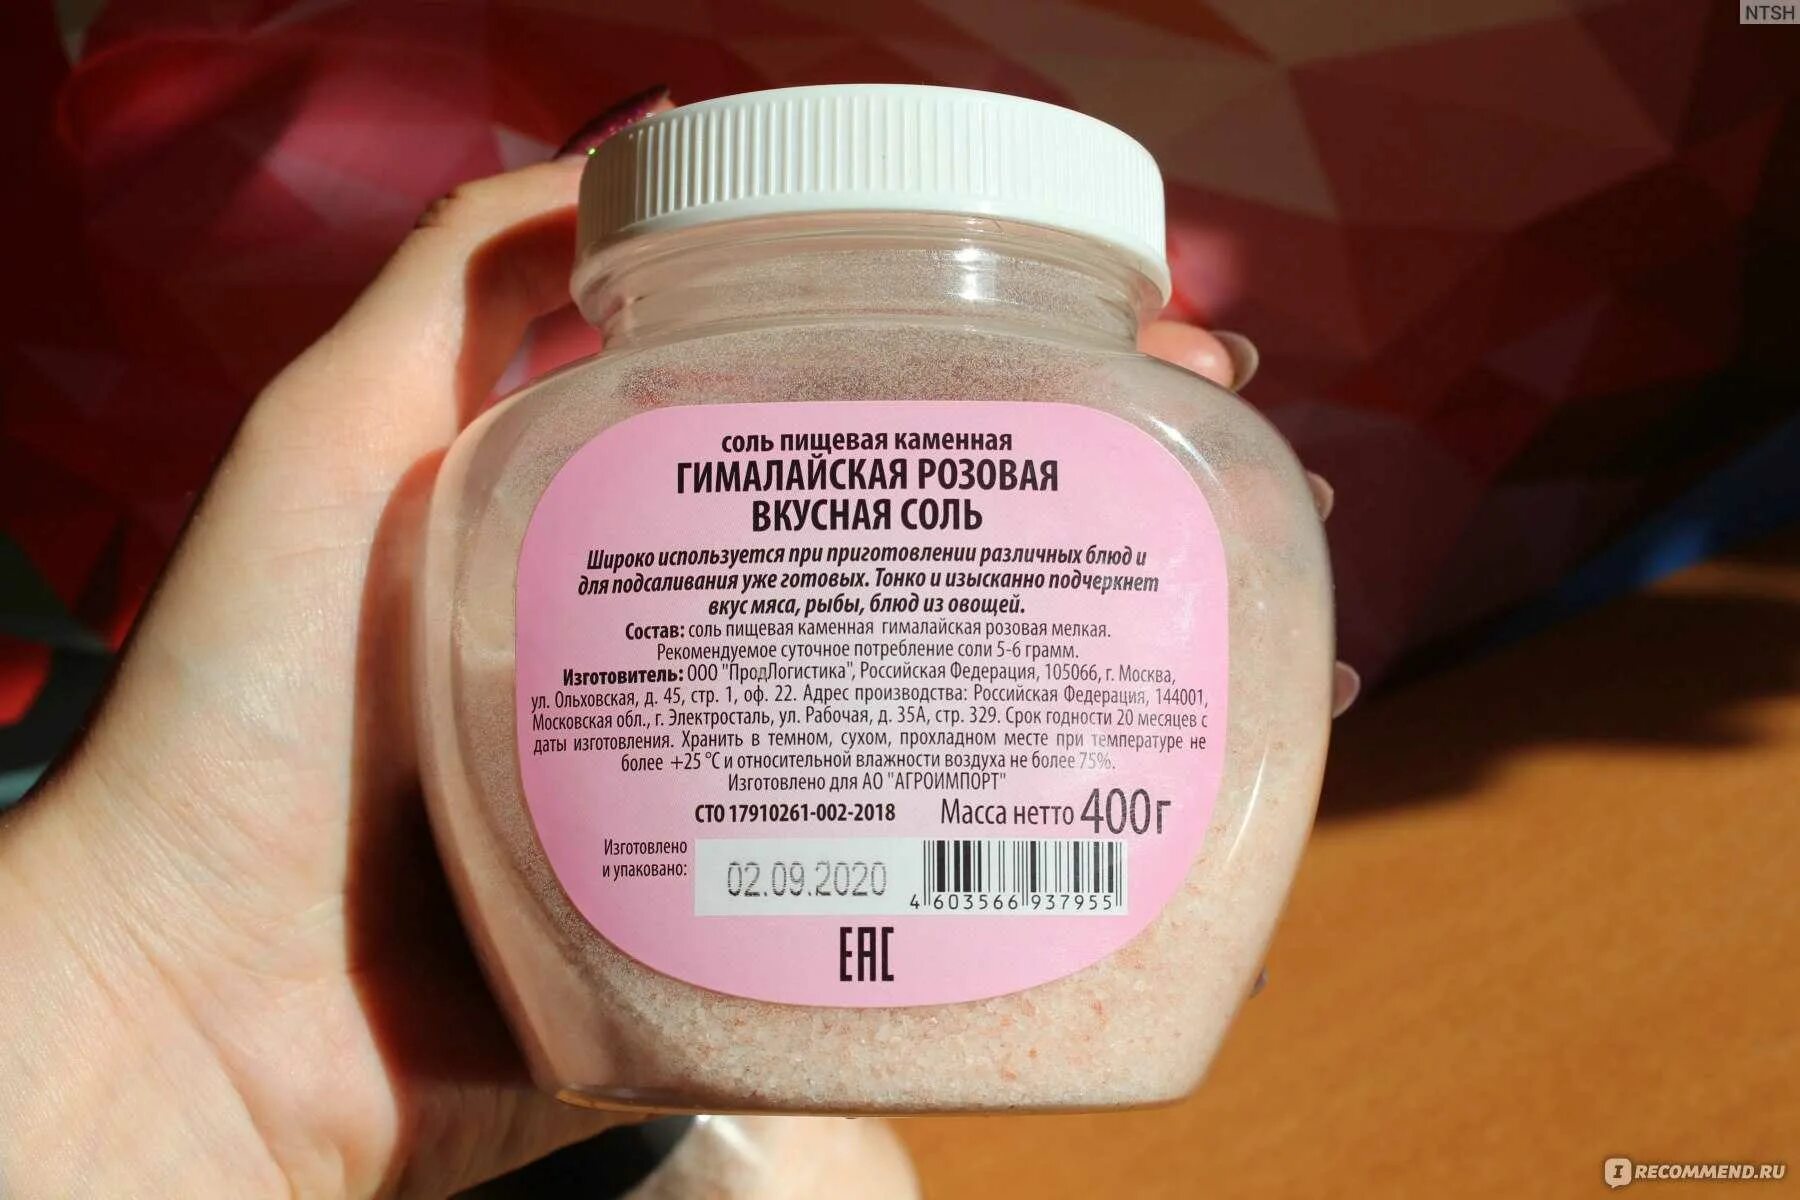 NTSH
соль пищевая каменная
ГИМАЛАЙСКАЯ РОЗОВАЯ
ВКУСНАЯ СОЛЬ
Широко используется при приготовлении различных блюд и
для подсаливания уже готовых. Тонко и изысканно подчеркнет
вкус мяса, рыбы, блюд из овощей.
Состав: соль пищевая каменная гималайская розовая мелкая.
Рекомендуемое суточное потребление соли 5-6 грамм.
Изготовитель: ООО "ПродЛогистика", Российская Федерация, 105066, г. Москва,
ул. Ольховская, д. 45, стр. 1, оф. 22. Адрес производства: Российская Федерация, 144001,
Московская обл., г. Электросталь, ул. Рабочая, д. 35А, стр. 329. Срок годности 20 месяцев с
даты изготовления. Хранить в темном, сухом, прохладном месте при температуре не
более +25 °С и относительной влажности воздуха не более 75%.
Изготовлено для АО "АГРОИМПОРТ"
СТО 17910261-002-2018 Масса нетто 400г
Изготовлено
и упаковано:
02.09.2020
4 603566 937955
ЕАС
RECOMMEND.RU